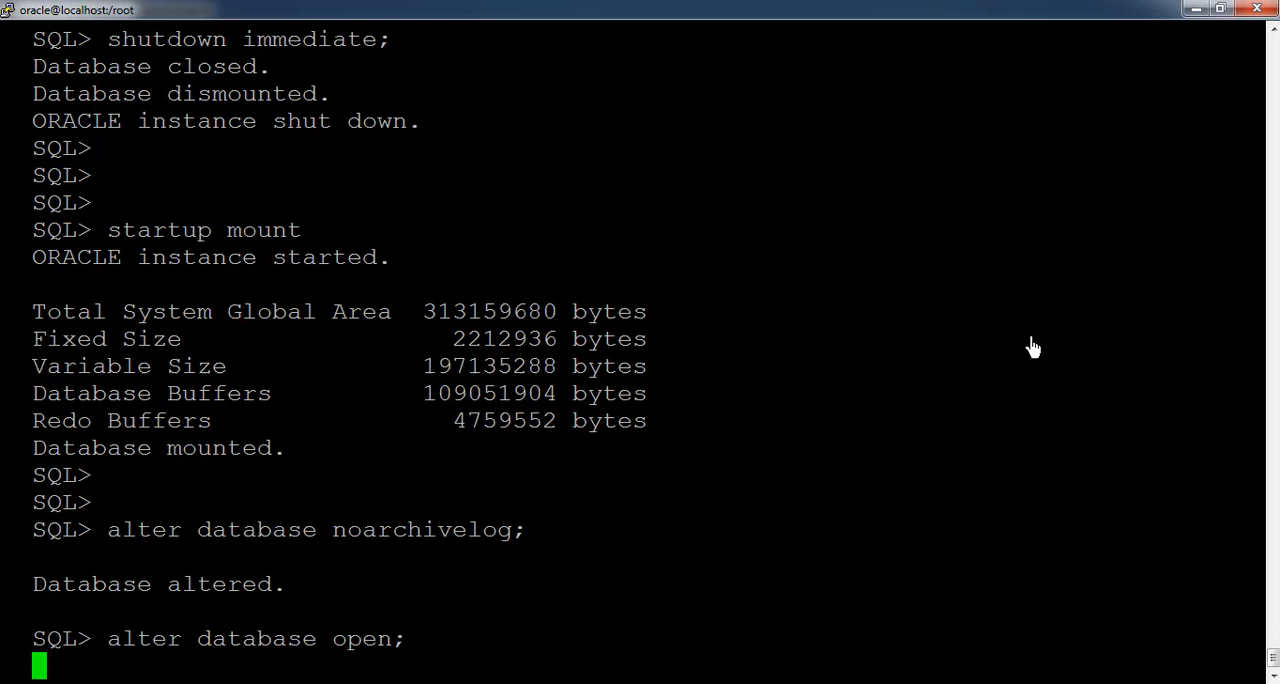 oracle@localhost:/root
SQL> shutdown immediate;
Database closed.
Database dismounted.
ORACLE instance shut down.
SQL>
SQL>
SQL>
SQL> startup mount
ORACLE instance started.
Total System Global Area 313159680 bytes
Fixed Size 2212936 bytes
Variable Size 197135288 bytes
Database Buffers 109051904 bytes
Redo Buffers 4759552 bytes
Database mounted.
SQL>
SQL>
SQL> alter database noarchivelog;
Database altered.
SQL> alter database open;